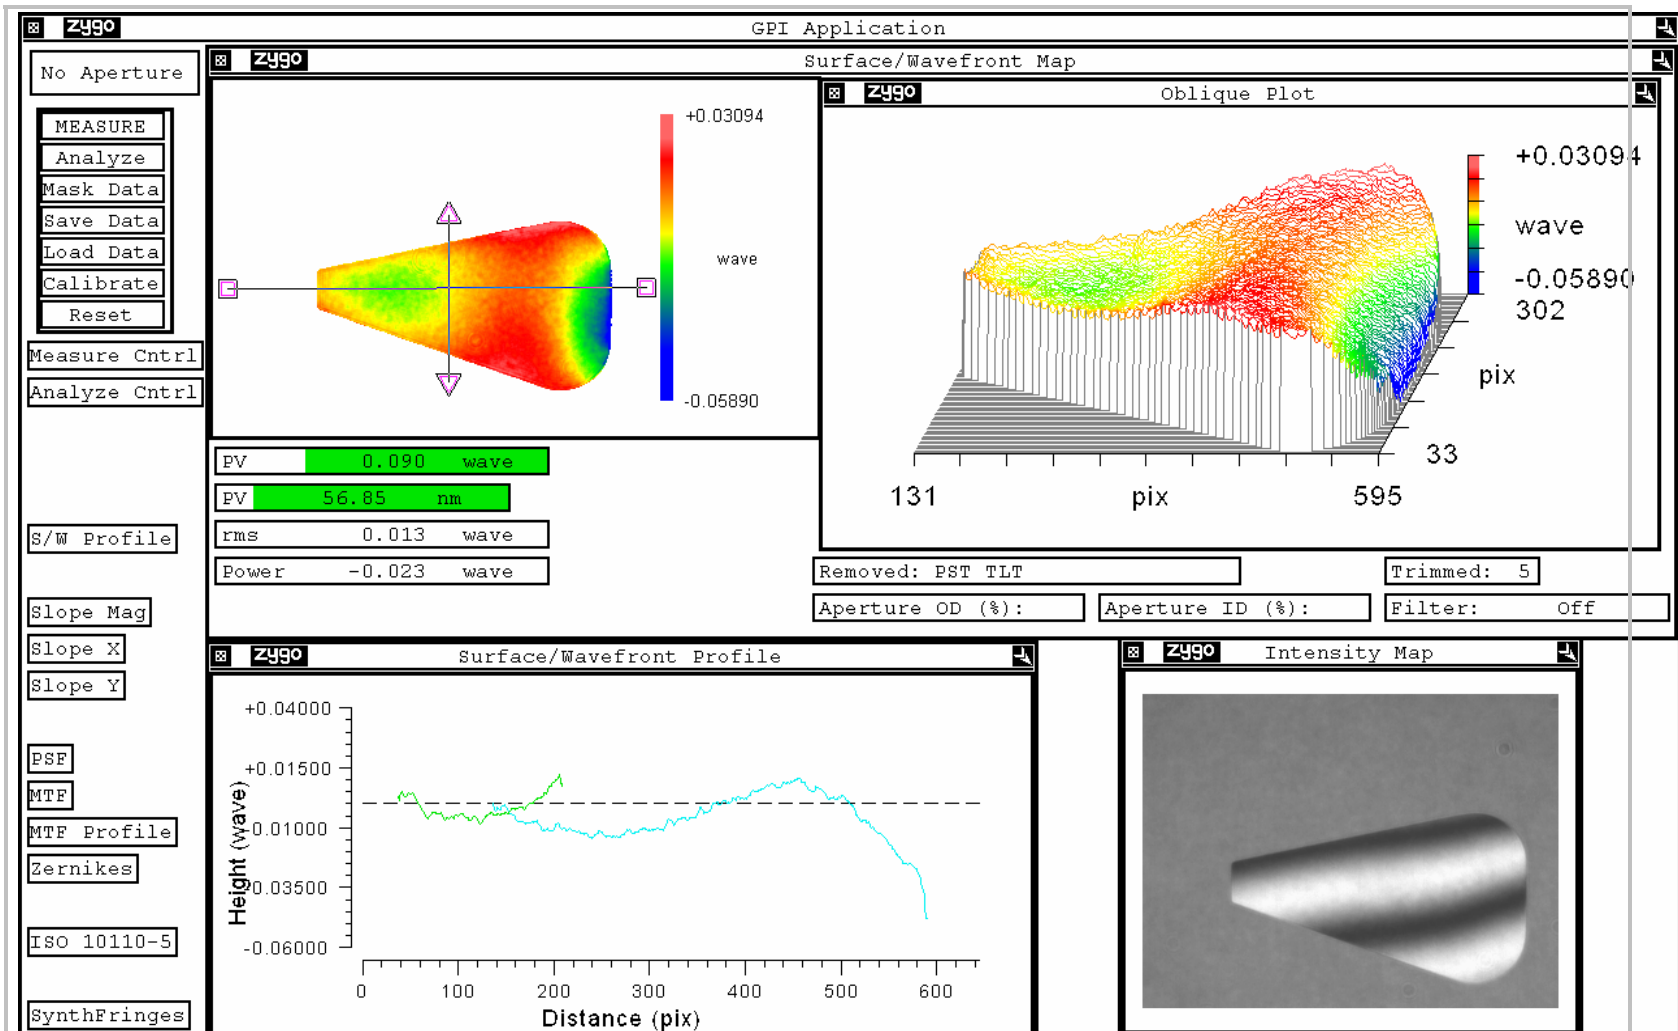 zygo GPI Application
No Aperture
MEASURE
Analyze
Mask Data
Save Data
Load Data
Calibrate
Reset
Measure Cntrl
Analyze Cntrl
S/W Profile
Slope Mag
Slope X
Slope Y
PSF
MTF
MTF Profile
Zernikes
ISO 10110-5
SynthFringes
zygo Surface/Wavefront Map
+0.03094
wave
-0.05890
zygo Oblique Plot
+0.03094
wave
-0.05890
302
pix
33
131 pix 595
PV 0.090 wave
PV 56.85 nm
rms 0.013 wave
Power -0.023 wave
Removed: PST TLT
Trimmed: 5
Aperture OD (%):
Aperture ID (%):
Filter: Off
zygo Surface/Wavefront Profile
+0.04000
+0.01500
-0.01000
-0.03500
-0.06000
Height (wave)
0 100 200 300 400 500 600
Distance (pix)
zygo Intensity Map